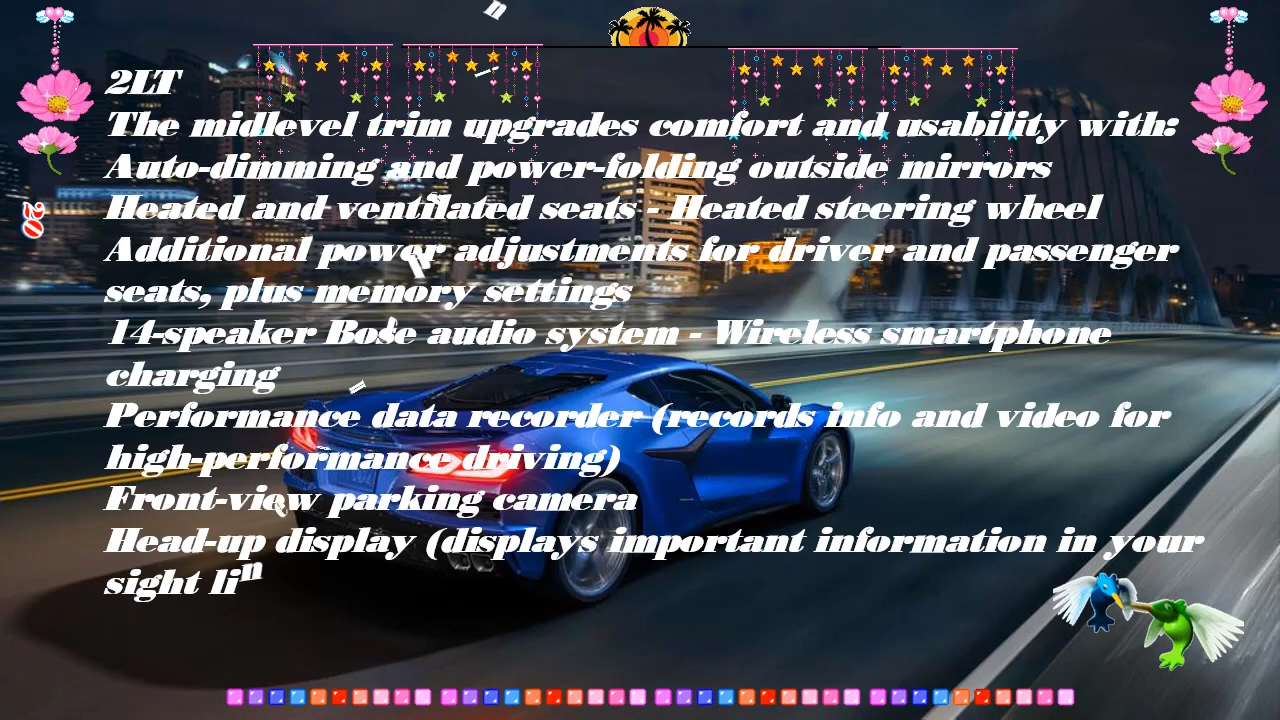 2LT
The midlevel trim upgrades comfort and usability with:
Auto-dimming and power-folding outside mirrors
Heated and ventilated seats - Heated steering wheel
Additional power adjustments for driver and passenger
seats, plus memory settings
14-speaker Bose audio system - Wireless smartphone
charging
Performance data recorder (records info and video for
high-performance driving)
Front-view parking camera
Head-up display (displays important information in your
sight lin
20